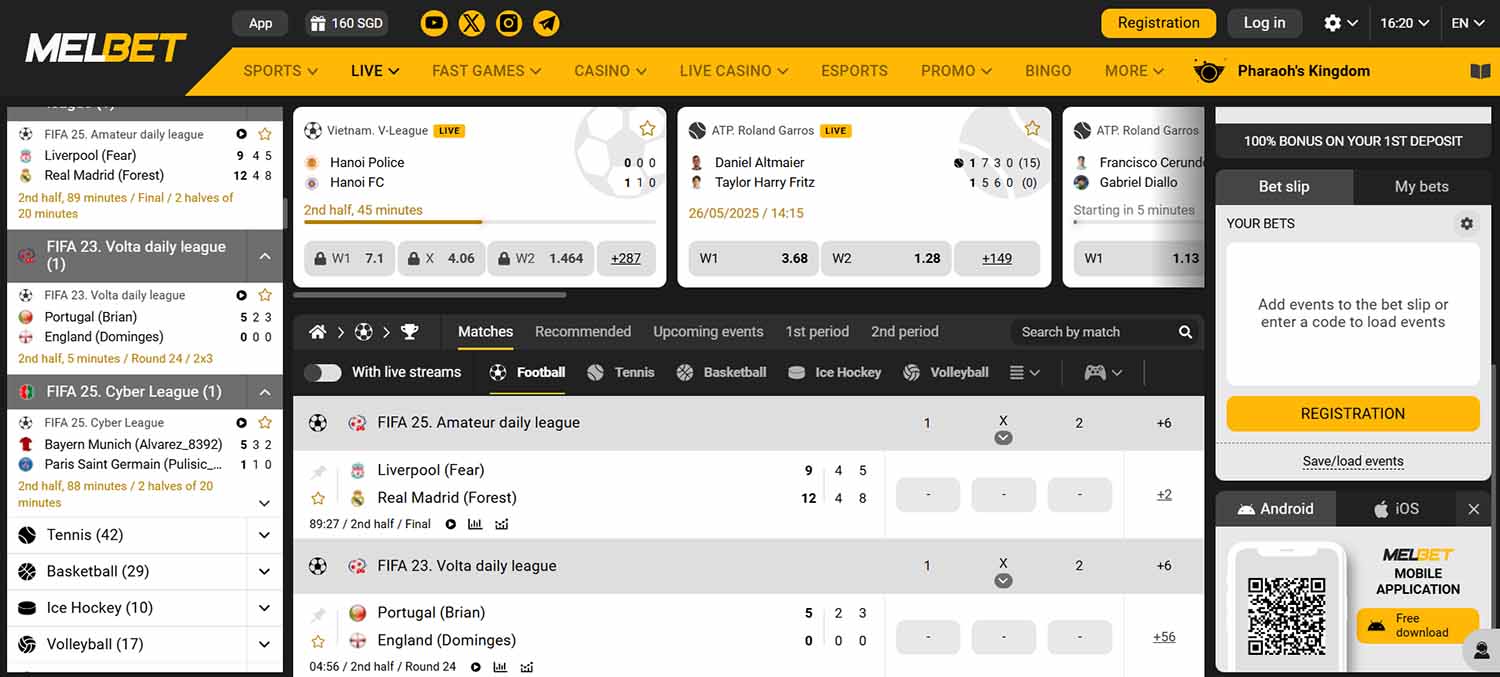 MELBET
App
160 SGD
Registration
Log in
16:20
EN
SPORTS
LIVE
FAST GAMES
CASINO
LIVE CASINO
ESPORTS
PROMO
BINGO
MORE
Pharaoh's Kingdom
FIFA 25. Amateur daily league
Liverpool (Fear) 9 4 5
Real Madrid (Forest) 12 4 8
2nd half, 89 minutes / Final / 2 halves of
20 minutes
FIFA 23. Volta daily league
(1)
FIFA 23. Volta daily league
Portugal (Brian) 5 2 3
England (Dominges) 0 0 0
2nd half, 5 minutes / Round 24 / 2x3
FIFA 25. Cyber League (1)
FIFA 25. Cyber League
Bayern Munich (Alvarez_8392) 5 3 2
Paris Saint Germain (Pulisic_... 1 1 0
2nd half, 88 minutes / 2 halves of 20
minutes
Tennis (42)
Basketball (29)
Ice Hockey (10)
Volleyball (17)
Vietnam. V-League LIVE
Hanoi Police 0 0 0
Hanoi FC 1 1 0
2nd half, 45 minutes
W1 7.1
X 4.06
W2 1.464
+287
ATP. Roland Garros LIVE
Daniel Altmaier 1 7 3 0 (15)
Taylor Harry Fritz 1 5 6 0 (0)
26/05/2025 / 14:15
W1 3.68
W2 1.28
+149
ATP. Roland Garros
Francisco Cerund
Gabriel Diallo
Starting in 5 minutes
W1 1.13
Matches
Recommended
Upcoming events
1st period
2nd period
Search by match
With live streams
Football
Tennis
Basketball
Ice Hockey
Volleyball
FIFA 25. Amateur daily league 1 X 2 +6
Liverpool (Fear) 9 4 5
Real Madrid (Forest) 12 4 8
- - - +2
89:27 / 2nd half / Final
FIFA 23. Volta daily league 1 X 2 +6
Portugal (Brian) 5 2 3
England (Dominges) 0 0 0
- - - +56
04:56 / 2nd half / Round 24
100% BONUS ON YOUR 1ST DEPOSIT
Bet slip
My bets
YOUR BETS
Add events to the bet slip or
enter a code to load events
REGISTRATION
Save/load events
Android
iOS
MELBET
MOBILE
APPLICATION
Free
download